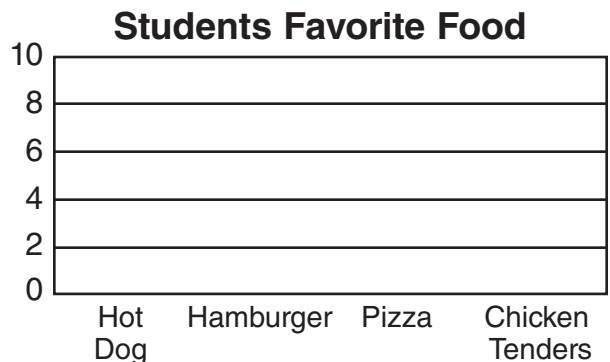 Students Favorite Food
10
8
6
4
2
0
Hot Dog
Hamburger
Pizza
Chicken Tenders